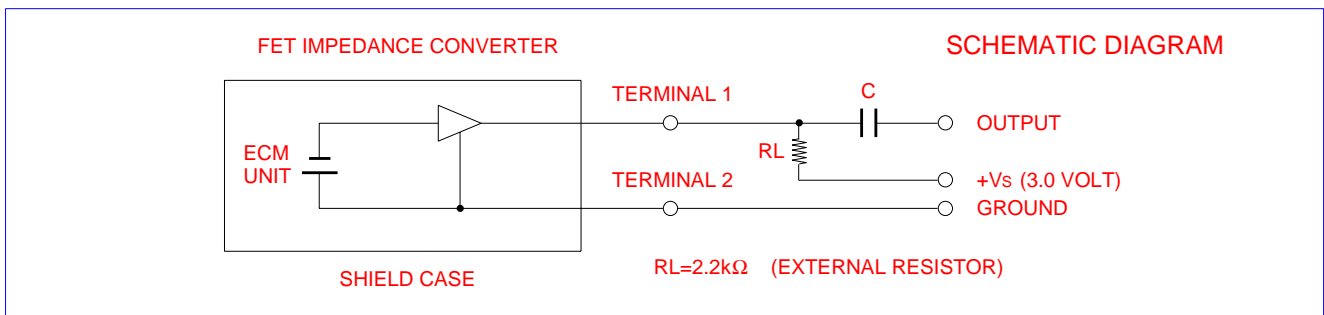 FET IMPEDANCE CONVERTER
SCHEMATIC DIAGRAM
TERMINAL 1
C
OUTPUT
RL
ECM
UNIT
TERMINAL 2
+Vs (3.0 VOLT)
GROUND
RL=2.2kΩ (EXTERNAL RESISTOR)
SHIELD CASE